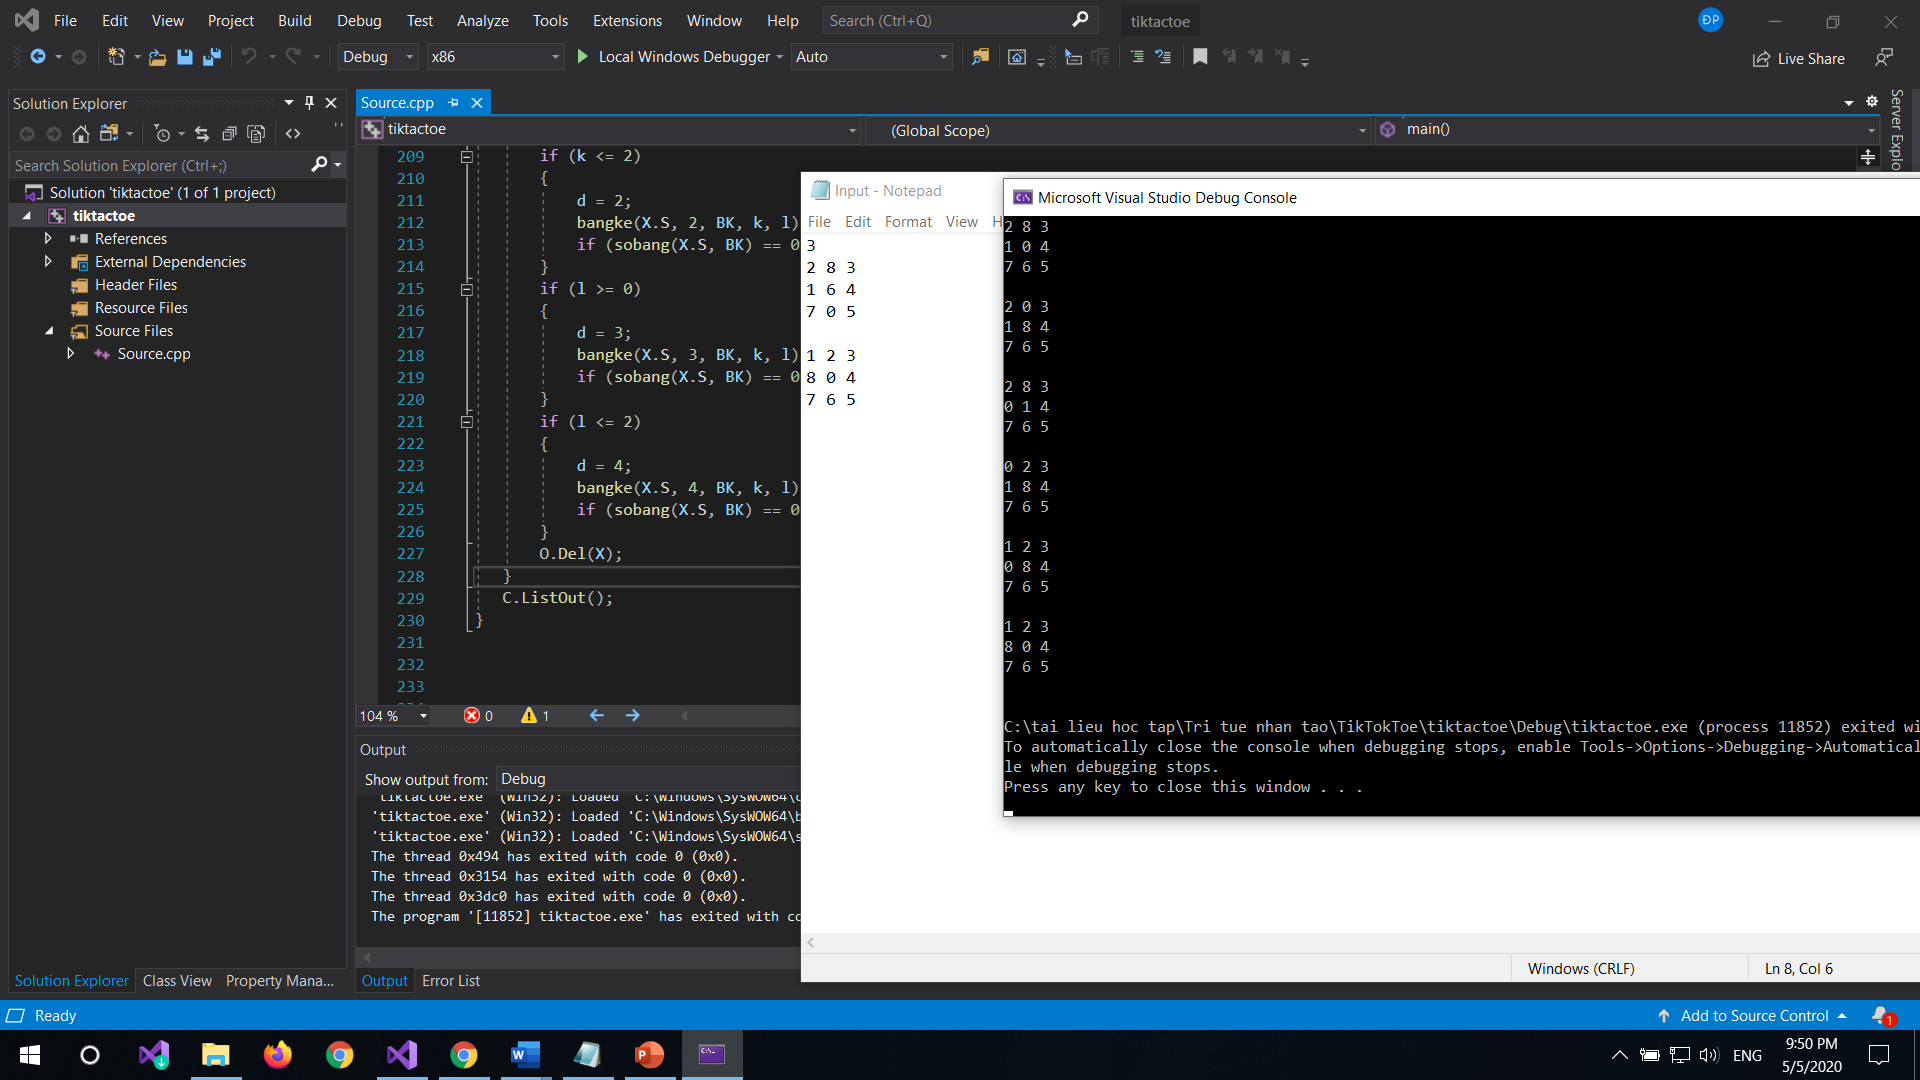 File Edit View Project Build Debug Test Analyze Tools Extensions Window Help Search (Ctrl+Q) tiktactoe ĐP
Debug x86 Local Windows Debugger Auto Live Share
Solution Explorer
Search Solution Explorer (Ctrl+;)
Solution 'tiktactoe' (1 of 1 project)
tiktactoe
References
External Dependencies
Header Files
Resource Files
Source Files
Source.cpp
Solution Explorer Class View Property Mana...
Source.cpp
tiktactoe (Global Scope) main()
Server Explo
209 if (k <= 2)
210 {
211 d = 2;
212 bangke(X.S, 2, BK, k, l)
213 if (sobang(X.S, BK) == 0
214 }
215 if (l >= 0)
216 {
217 d = 3;
218 bangke(X.S, 3, BK, k, l)
219 if (sobang(X.S, BK) == 0
220 }
221 if (l <= 2)
222 {
223 d = 4;
224 bangke(X.S, 4, BK, k, l)
225 if (sobang(X.S, BK) == 0
226 }
227 O.Del(X);
228 }
229 C.ListOut();
230 }
231
232
233
104 % 0 1
Output
Show output from: Debug
'tiktactoe.exe' (Win32): Loaded 'C:\Windows\SysWOW64\
'tiktactoe.exe' (Win32): Loaded 'C:\Windows\SysWOW64\
'tiktactoe.exe' (Win32): Loaded 'C:\Windows\SysWOW64\
The thread 0x494 has exited with code 0 (0x0).
The thread 0x3154 has exited with code 0 (0x0).
The thread 0x3dc0 has exited with code 0 (0x0).
The program '[11852] tiktactoe.exe' has exited with co
Output Error List
Input - Notepad
File Edit Format View H
3
2 8 3
1 6 4
7 0 5
1 2 3
8 0 4
7 6 5
Windows (CRLF) Ln 8, Col 6
Microsoft Visual Studio Debug Console
2 8 3
1 0 4
7 6 5
2 0 3
1 8 4
7 6 5
2 8 3
0 1 4
7 6 5
0 2 3
1 8 4
7 6 5
1 2 3
0 8 4
7 6 5
1 2 3
8 0 4
7 6 5
C:\tai lieu hoc tap\Tri tue nhan tao\TikTokToe\tiktactoe\Debug\tiktactoe.exe (process 11852) exited wi
To automatically close the console when debugging stops, enable Tools->Options->Debugging->Automatical
le when debugging stops.
Press any key to close this window . . .
Ready Add to Source Control 1
ENG 9:50 PM
5/5/2020